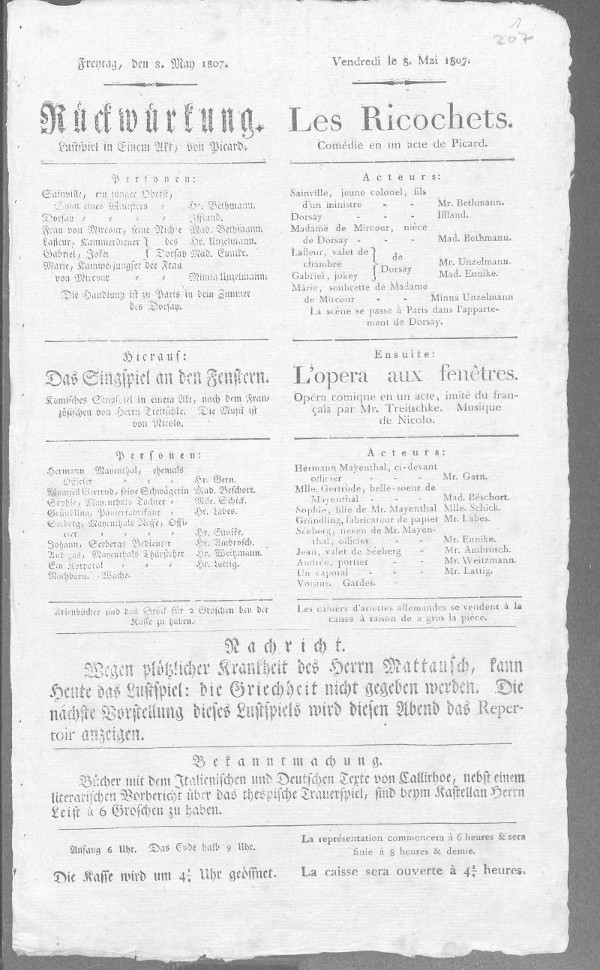 1
207
Freytag, den 8. May 1807.
Rückwürkung.
Lustspiel in Einem Akt, von Picard.
Personen:
Sainville, ein junger Oberst,
Sohn eines Ministers - Hr. Bethmann.
Dorsay - - - Iffland.
Frau von Mircour, seine Nichte Mad. Bethmann.
Lafleur, Kammerdiener } des Hr. Unzelmann.
Gabriel, Jokei } Dorsay Mad. Eunike.
Marie, Kammerjungfer der Frau
von Mircour - - Minna Unzelmann.
Die Handlung ist zu Paris in dem Zimmer
des Dorsay.
Vendredi le 8. Mai 1807.
Les Ricochets.
Comédie en un acte de Picard.
Acteurs:
Sainville, jeune colonel, fils
d'un ministre - - Mr. Bethmann.
Dorsay - - - Iffland.
Madame de Mircour, nièce
de Dorsay - - Mad. Bethmann.
Lafleur, valet de
chambre } de Mr. Unzelmann.
Gabriel, jokey } Dorsay Mad. Eunike.
Marie, soubrette de Madame
de Mircour - - Minna Unzelmann
La scène se passe à Paris dans l'apparte-
ment de Dorsay.
Hierauf:
Das Singspiel an den Fenstern.
Komisches Singspiel in einem Akt, nach dem Fran-
zösischen von Herrn Treitschke. Die Musik ist
von Nicolo.
Personen:
Hermann Mayenthal, ehemals
Officier - - Hr. Gern.
Mamsell Gertrud, seine Schwägerin Mad. Beschort.
Sophie, Mayenthals Tochter - Mlle. Schick.
Gründling, Papierfabrikant - Hr. Labes.
Seeberg, Mayenthals Neffe, Offi-
cier - - - Hr. Eunike.
Johann, Seebergs Bedienter Hr. Ambrosch.
Andreas, Mayenthals Thürsteher Hr. Weitzmann.
Ein Korporal - - Hr. Lattig.
Nachbarn. Wache.
Arienbücher sind das Stück für 2 Groschen bey der
Kasse zu haben.
Ensuite:
L'opera aux fenêtres.
Opéra comique en un acte, imité du fran-
çais par Mr. Treitschke. Musique
de Nicolo.
Acteurs:
Hermann Mayenthal, ci-devant
officier - - - Mr. Gern.
Mlle. Gertrude, belle-soeur de
Mayenthal - - Mad. Béschort.
Sophie, fille de Mr. Mayenthal Mlle. Schick.
Gründling, fabricateur de papier Mr. Labes.
Séeberg, neveu de Mr. Mayen-
thal, officier - - Mr. Eunike.
Jean, valet de Séeberg - Mr. Ambrosch.
André, portier - - Mr. Weitzmann.
Un caporal - - Mr. Lattig.
Voisins. Gardes. - -
Les cahiers d'ariettes allemandes se vendent à la
caisse à raison de 2 gros la pièce.
Nachricht.
Wegen plötzlicher Krankheit des Herrn Mattausch, kann
Heute das Lustspiel: die Griechheit nicht gegeben werden. Die
nächste Vorstellung dieses Lustspiels wird diesen Abend das Reper-
toir anzeigen.
Bekanntmachung.
Bücher mit dem Italienischen und Deutschen Texte von Callirhoe, nebst einem
literarischen Vorbericht über das thespische Trauerspiel, sind beym Kastellan Herrn
Leist à 6 Groschen zu haben.
Anfang 6 Uhr. Das Ende halb 9 Uhr.
Die Kasse wird um 4½ Uhr geöffnet.
La représentation commencera à 6 heures & sera
finie à 8 heures & demie.
La caisse sera ouverte à 4½ heures.